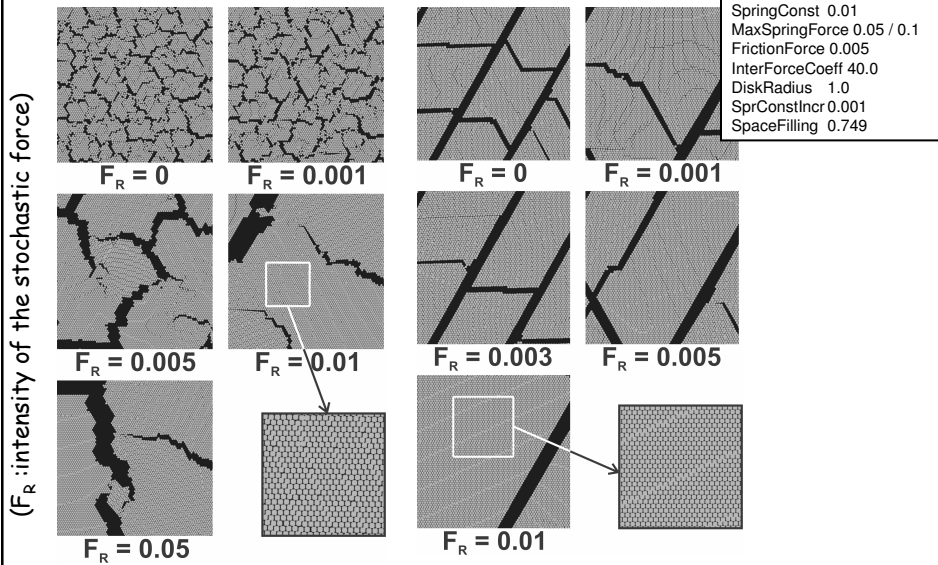 SpringConst 0.01
MaxSpringForce 0.05 / 0.1
FrictionForce 0.005
InterForceCoeff 40.0
DiskRadius 1.0
SprConstIncr 0.001
SpaceFilling 0.749
(F_R :intensity of the stochastic force)
F_R = 0
F_R = 0.001
F_R = 0
F_R = 0.001
F_R = 0.005
F_R = 0.01
F_R = 0.003
F_R = 0.005
F_R = 0.05
F_R = 0.01